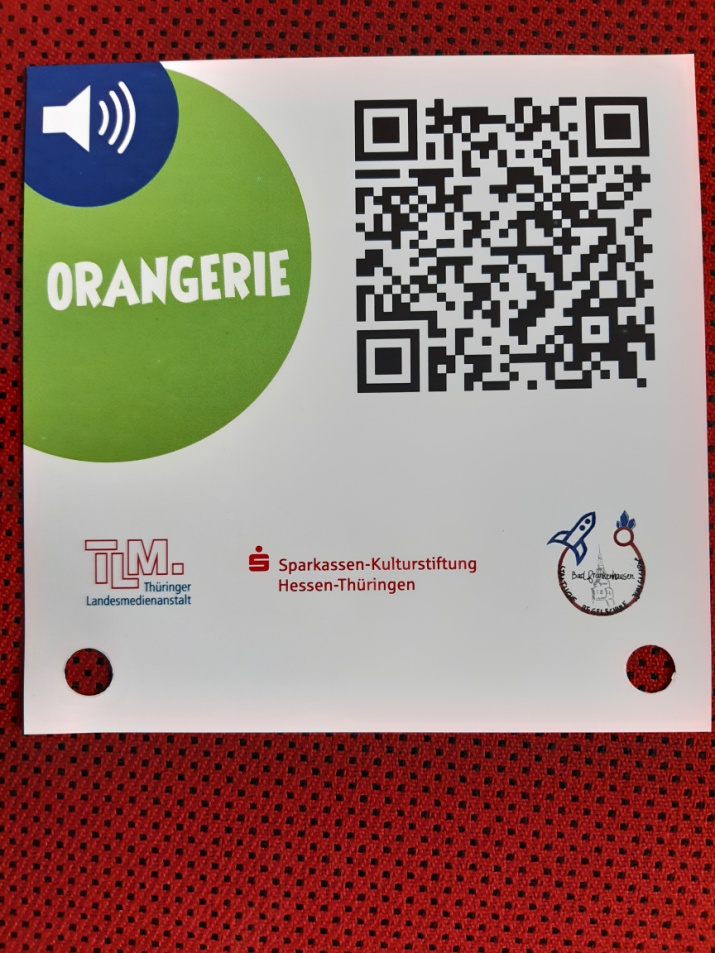 ORANGERIE
TLM.
Thüringer
Landesmedienanstalt
Sparkassen-Kulturstiftung
Hessen-Thüringen
Bad Frankenhausen